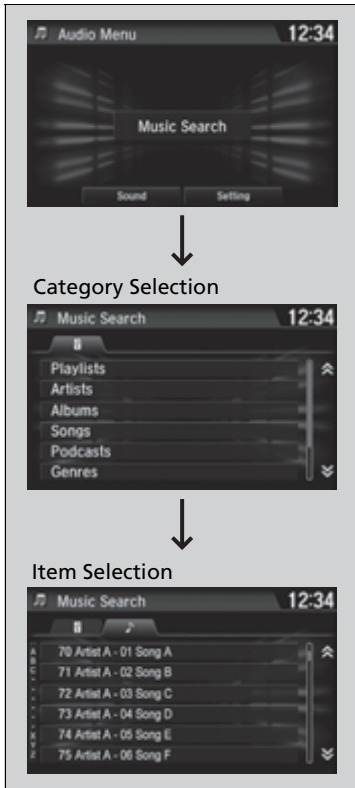 Audio Menu 12:34
Music Search
Sound Setting
Category Selection
Music Search 12:34
Playlists
Artists
Albums
Songs
Podcasts
Genres
Item Selection
Music Search 12:34
70 Artist A - 01 Song A
71 Artist A - 02 Song B
72 Artist A - 03 Song C
73 Artist A - 04 Song D
74 Artist A - 05 Song E
75 Artist A - 06 Song F
A
B
C
X
Y
Z